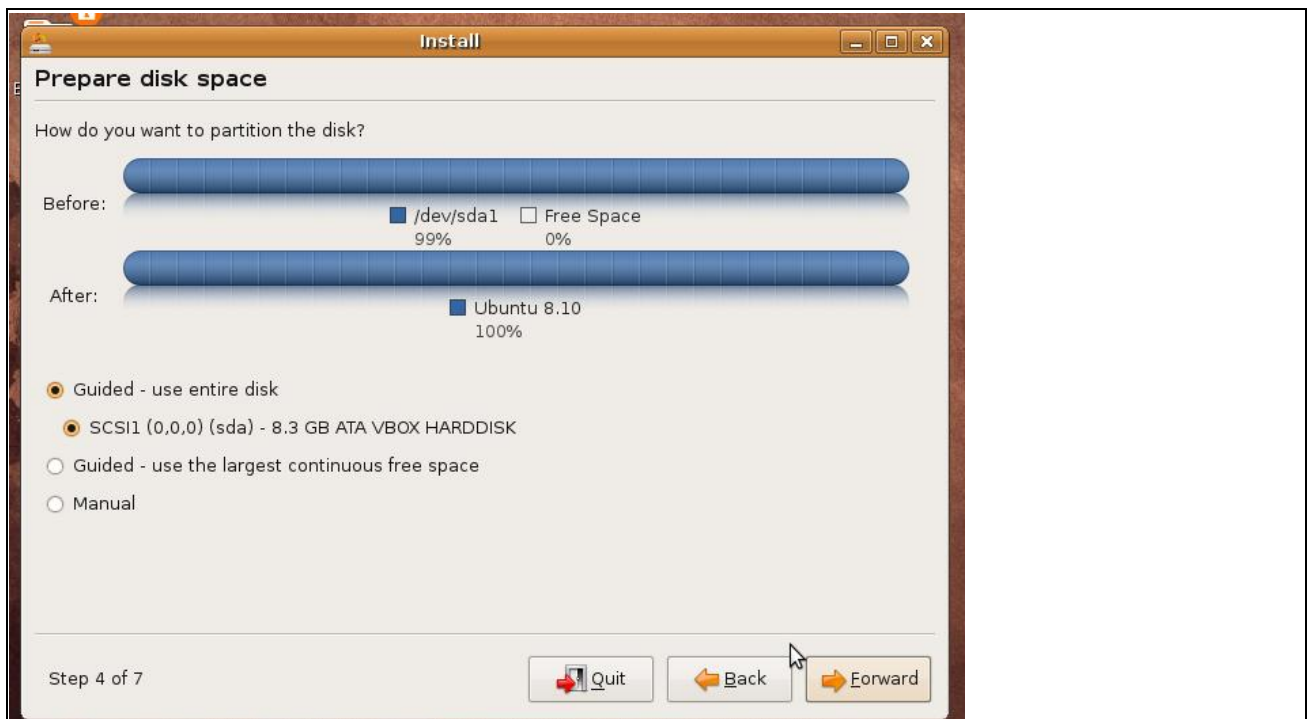 Install
Prepare disk space
How do you want to partition the disk?
Before:
/dev/sda1 Free Space
99% 0%
After:
Ubuntu 8.10
100%
Guided - use entire disk
SCSI1 (0,0,0) (sda) - 8.3 GB ATA VBOX HARDDISK
Guided - use the largest continuous free space
Manual
Step 4 of 7 Quit Back Forward